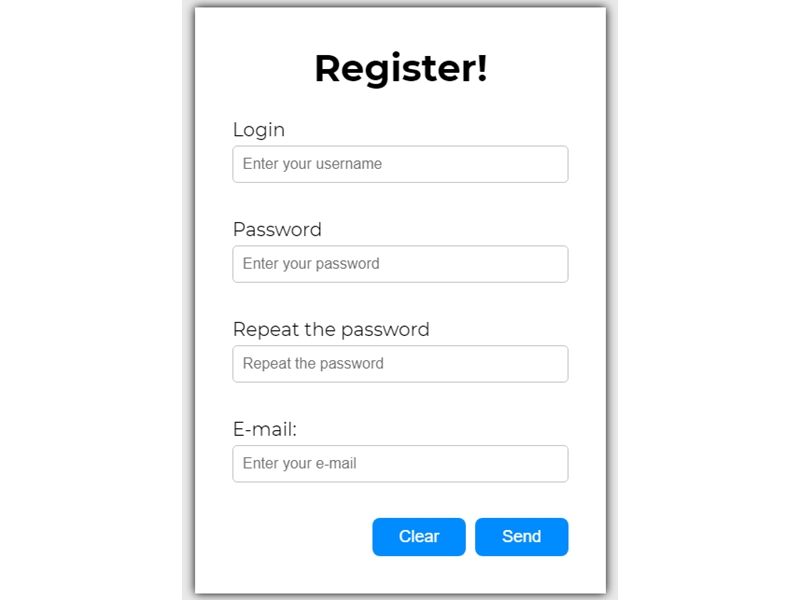 Register!
Login
Enter your username
Password
Enter your password
Repeat the password
Repeat the password
E-mail:
Enter your e-mail
Clear Send